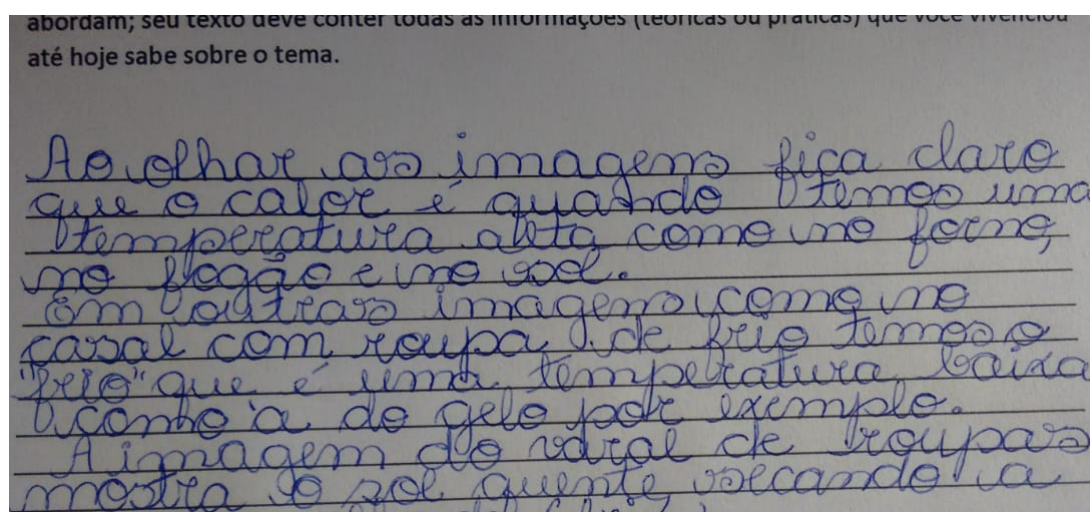 abordam; seu texto deve conter todas as informações (teóricas ou práticas) que você vivenciou
até hoje sabe sobre o tema.
Ao olhar as imagens fica claro
que o calor é quando temos uma
temperatura alta como no forno,
no fogão e no sol.
Em outras imagens como no
casal com roupa de frio temos o
"frio" que é uma temperatura baixa
como a do gelo por exemplo.
A imagem do varal de roupas
mostra o sol quente secando a